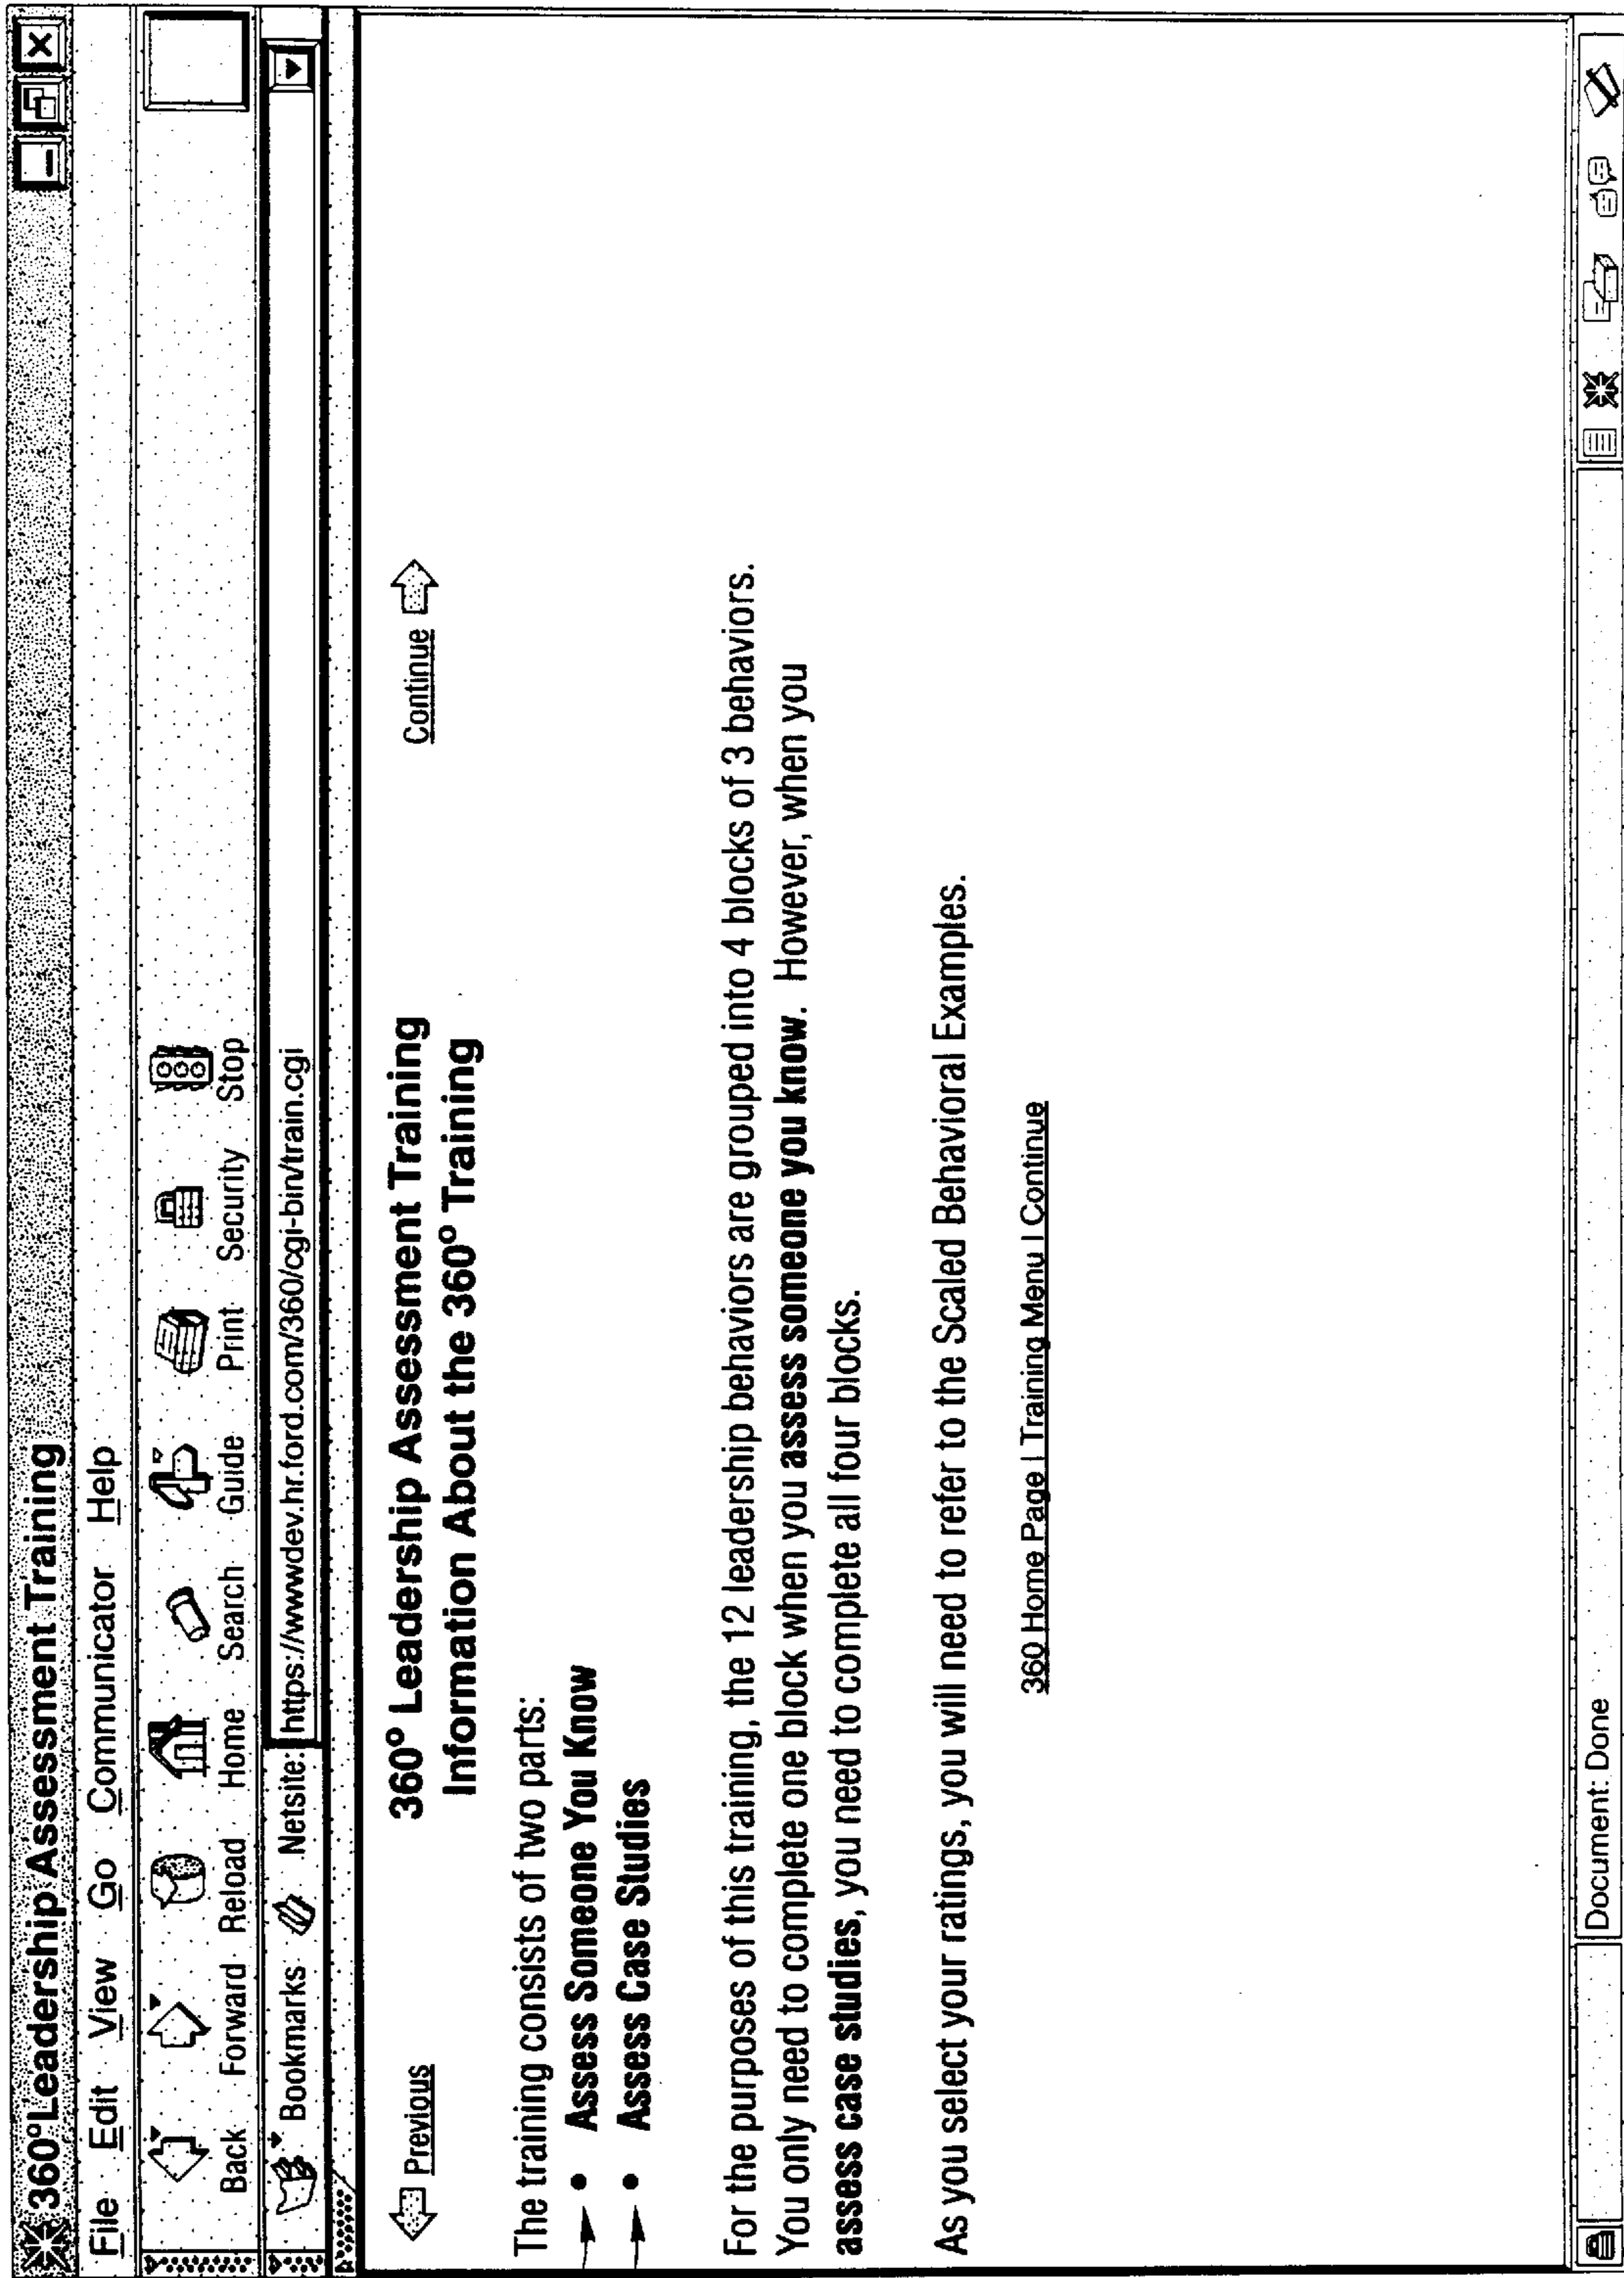 360°Leadership Assessment Training
File Edit View Go Communicator Help
Back Forward Reload Home Search Guide Print Security Stop
Bookmarks Netsite: https://wwwdev.hr.ford.com/360/cgi-bin/train.cgi
Previous 360° Leadership Assessment Training Continue
Information About the 360° Training
The training consists of two parts:
• Assess Someone You Know
• Assess Case Studies
For the purposes of this training, the 12 leadership behaviors are grouped into 4 blocks of 3 behaviors.
You only need to complete one block when you assess someone you know. However, when you
assess case studies, you need to complete all four blocks.
As you select your ratings, you will need to refer to the Scaled Behavioral Examples.
360 Home Page | Training Menu | Continue
Document: Done